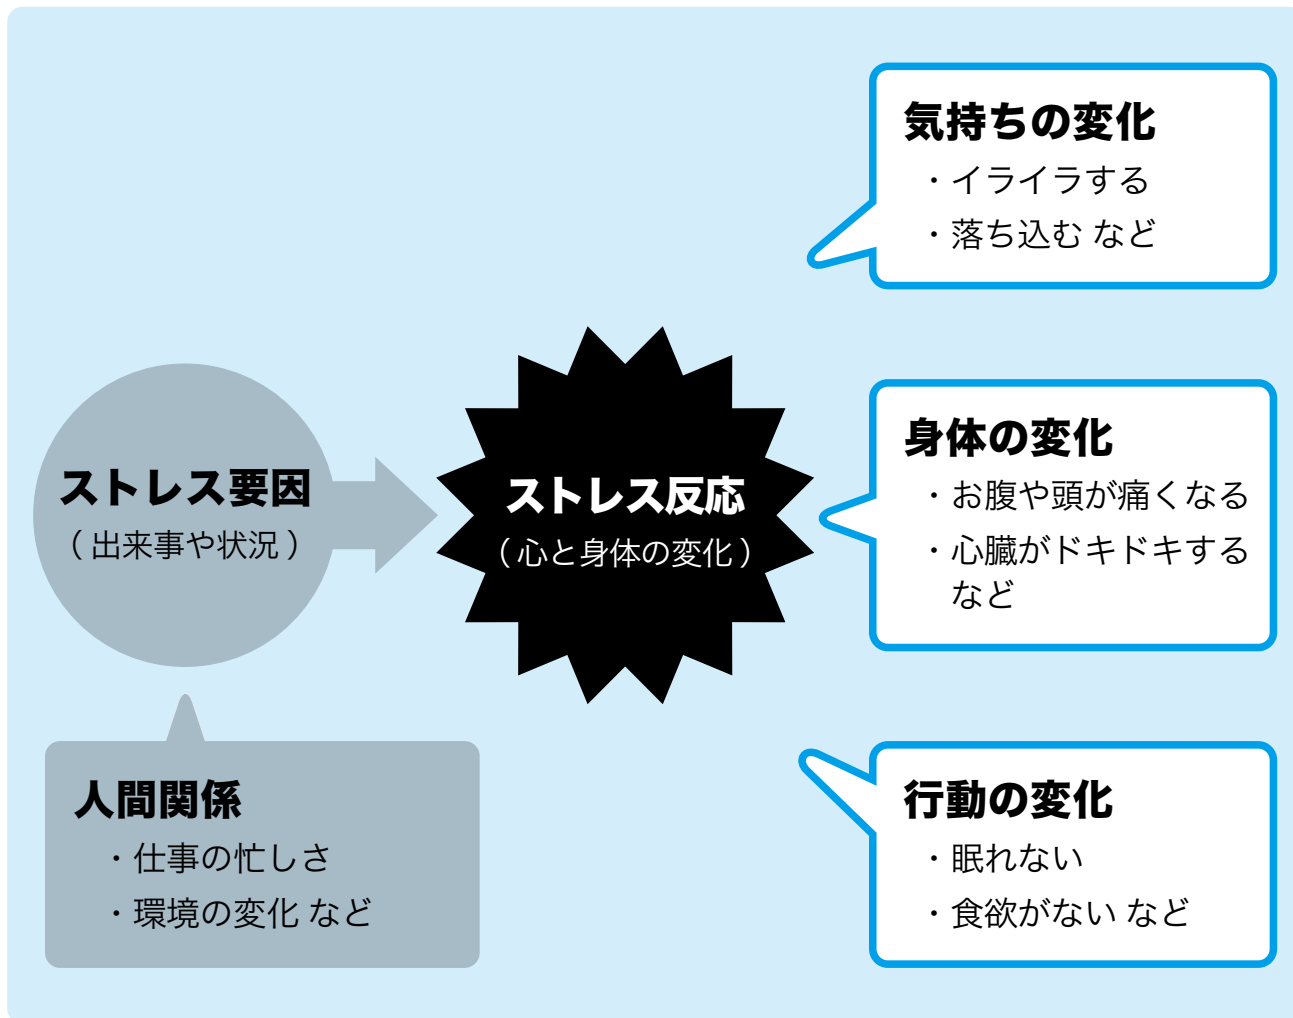 気持ちの変化
・イライラする
・落ち込む など
ストレス要因
（出来事や状況）
ストレス反応
（心と身体の変化）
身体の変化
・お腹や頭が痛くなる
・心臓がドキドキする
など
人間関係
・仕事の忙しさ
・環境の変化 など
行動の変化
・眠れない
・食欲がない など